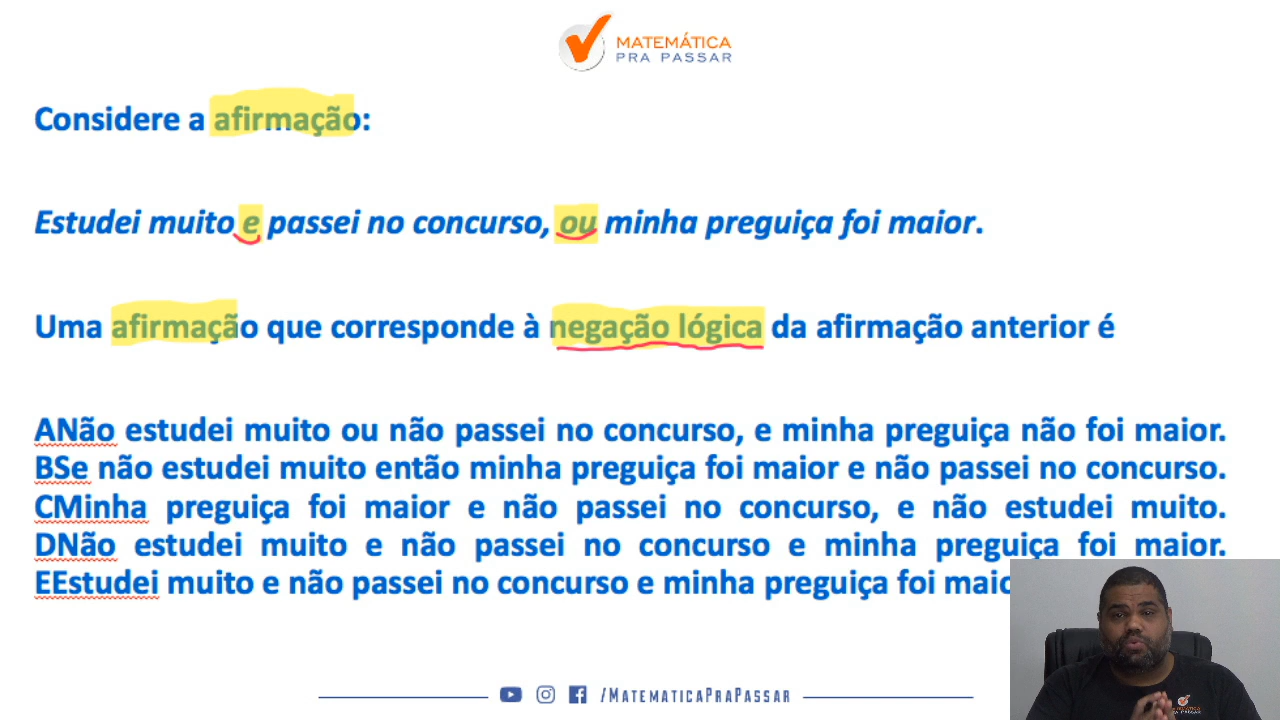 MATEMÁTICA
PRA PASSAR
Considere a afirmação:
Estudei muito e passei no concurso, ou minha preguiça foi maior.
Uma afirmação que corresponde à negação lógica da afirmação anterior é
ANão estudei muito ou não passei no concurso, e minha preguiça não foi maior.
BSe não estudei muito então minha preguiça foi maior e não passei no concurso.
CMinha preguiça foi maior e não passei no concurso, e não estudei muito.
DNão estudei muito e não passei no concurso e minha preguiça foi maior.
EEstudei muito e não passei no concurso e minha preguiça foi
/MATEMATICAPRAPASSAR
MATEMÁTICA
PRA PASSAR